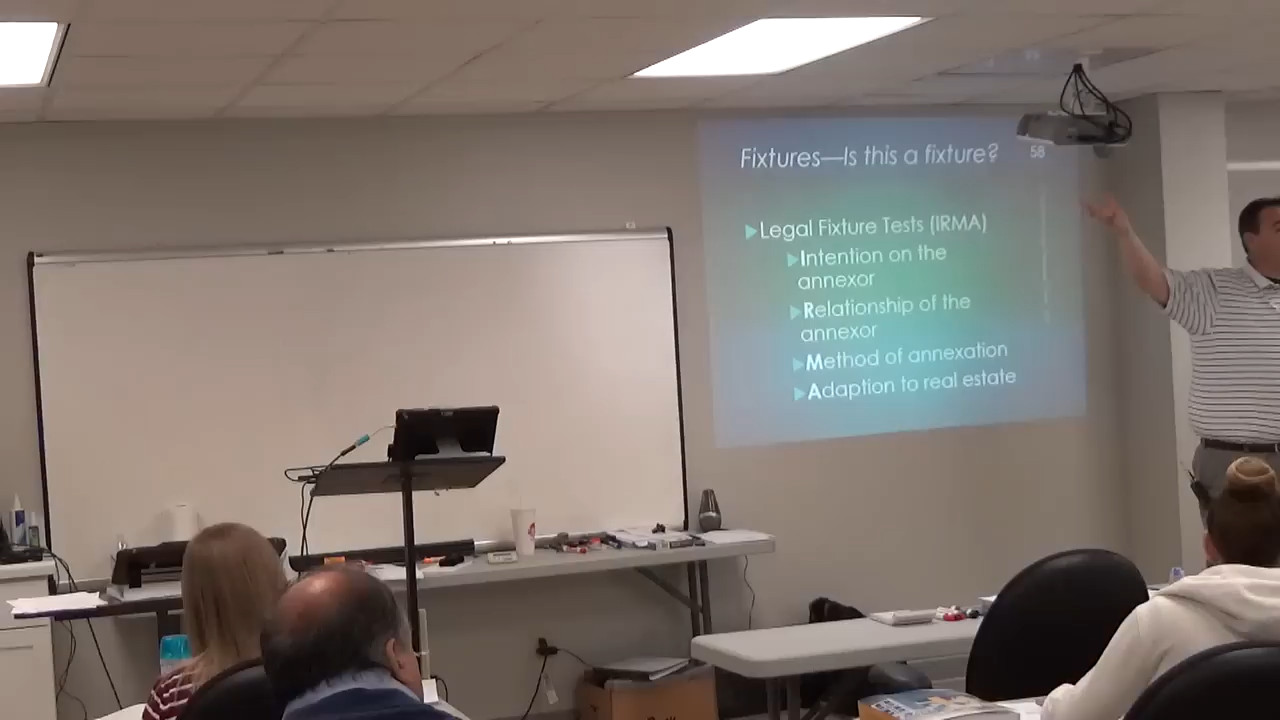 Fixtures—Is this a fixture?
58
Legal Fixture Tests (IRMA)
Intention on the
annexor
Relationship of the
annexor
Method of annexation
Adaption to real estate